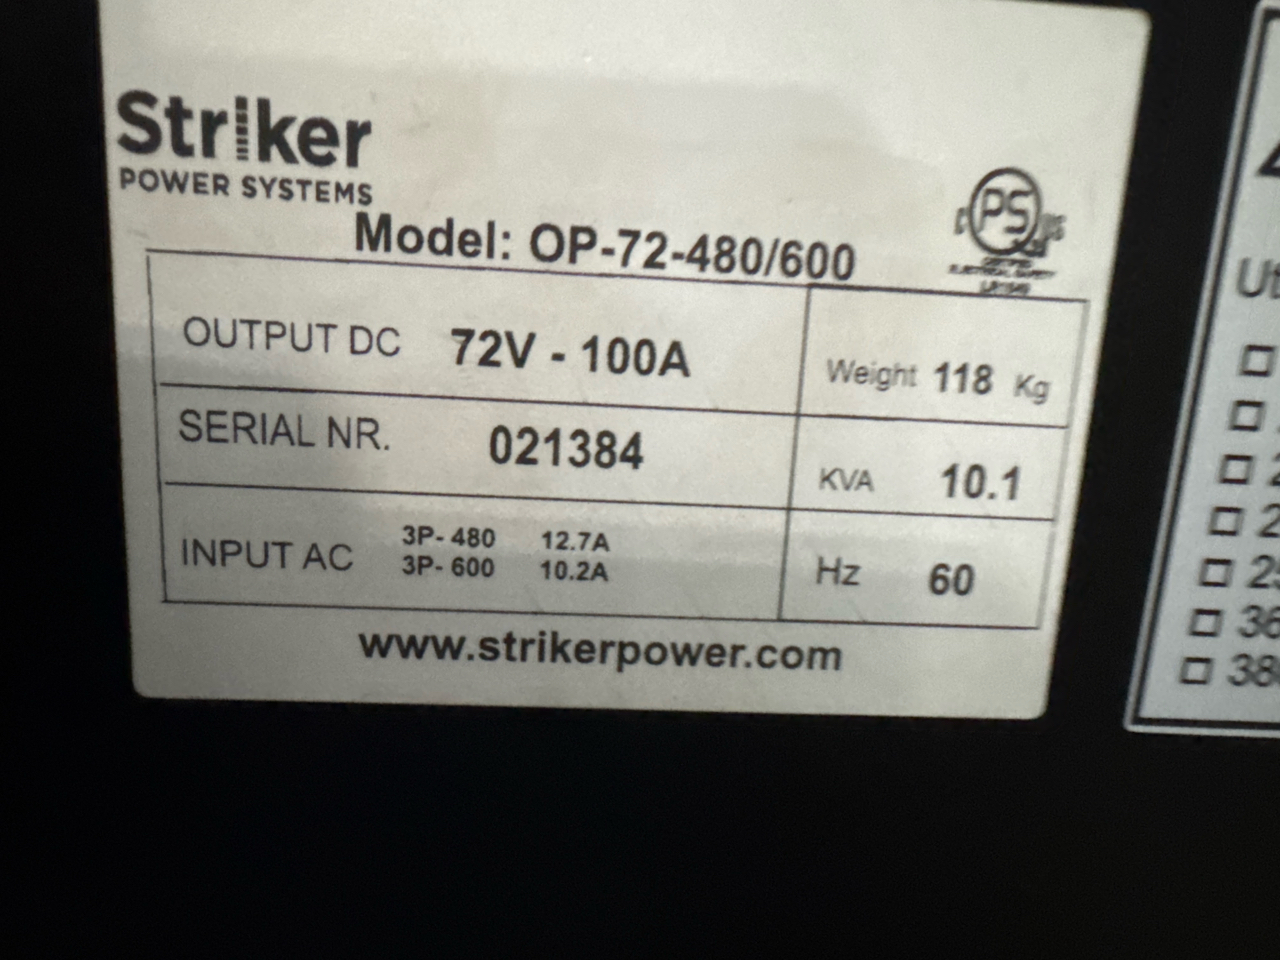 Striker
POWER SYSTEMS
Model: OP-72-480/600
PS
OUTPUT DC 72V - 100A
Weight 118 Kg
SERIAL NR. 021384
KVA 10.1
INPUT AC 3P- 480 12.7A
3P- 600 10.2A
Hz 60
www.strikerpower.com